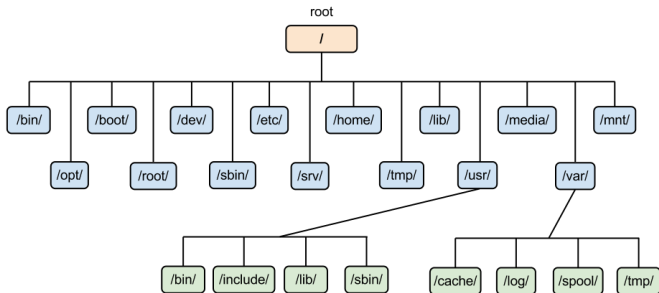 root
/
/bin/ /boot/ /dev/ /etc/ /home/ /lib/ /media/ /mnt/
/opt/ /root/ /sbin/ /srv/ /tmp/ /usr/ /var/
/bin/ /include/ /lib/ /sbin/ /cache/ /log/ /spool/ /tmp/